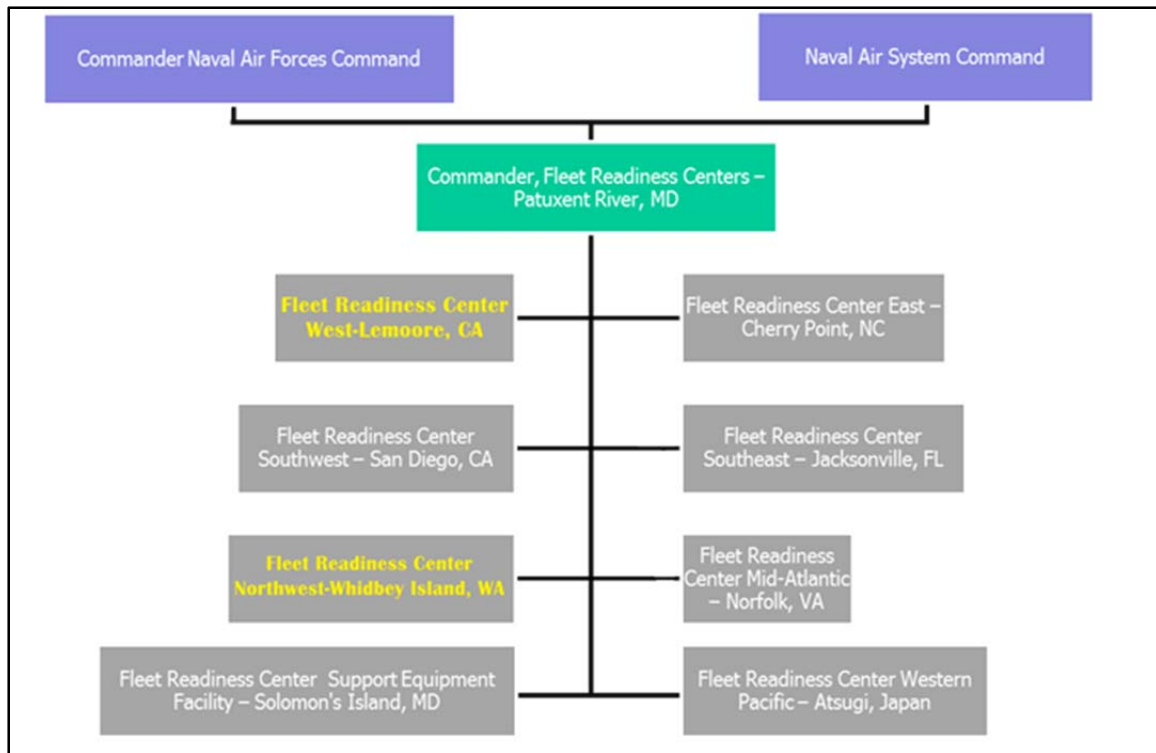 Commander Naval Air Forces Command
Naval Air System Command
Commander, Fleet Readiness Centers –
Patuxent River, MD
Fleet Readiness Center
West-Lemoore, CA
Fleet Readiness Center East –
Cherry Point, NC
Fleet Readiness Center
Southwest – San Diego, CA
Fleet Readiness Center
Southeast – Jacksonville, FL
Fleet Readiness Center
Northwest-Whidbey Island, WA
Fleet Readiness
Center Mid-Atlantic
– Norfolk, VA
Fleet Readiness Center Support Equipment
Facility – Solomon's Island, MD
Fleet Readiness Center Western
Pacific – Atsugi, Japan